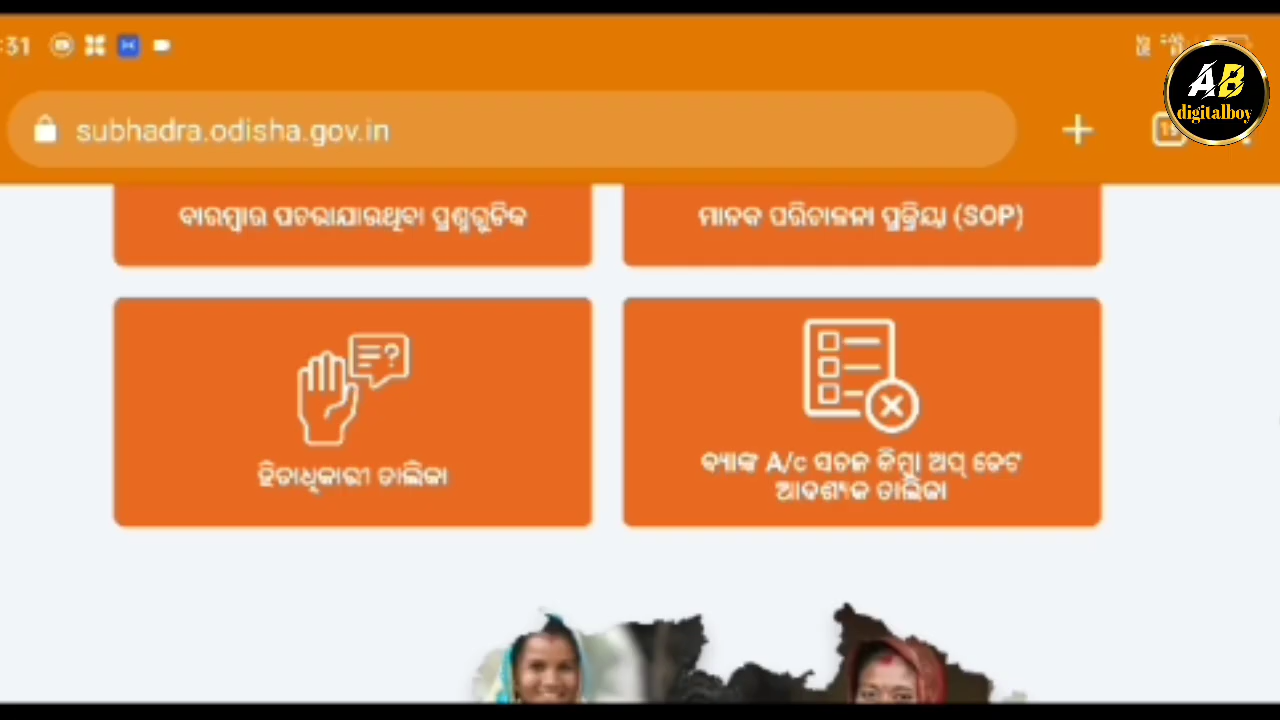 :31
AB
digitalboy
subhadra.odisha.gov.in
ବାରମ୍ବାର ପଚରାଯାଉଥିବା ପ୍ରଶ୍ନଗୁଡିକ
ମାନକ ପରିଚାଳନା ପ୍ରକ୍ରିୟା (SOP)
ହିତାଧିକାରୀ ତାଲିକା
ବ୍ୟାଙ୍କ A/c ସଚଳ କିମ୍ବା ଅପ୍ ଡେଟ
ଆବଶ୍ୟକ ତାଲିକା